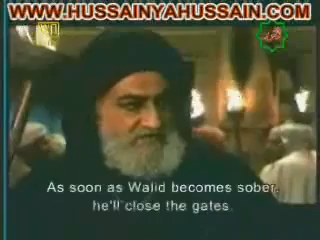 WWW.HUSSAINYAHUSSAIN.COM
As soon as Walid becomes sober,
he'll close the gates.